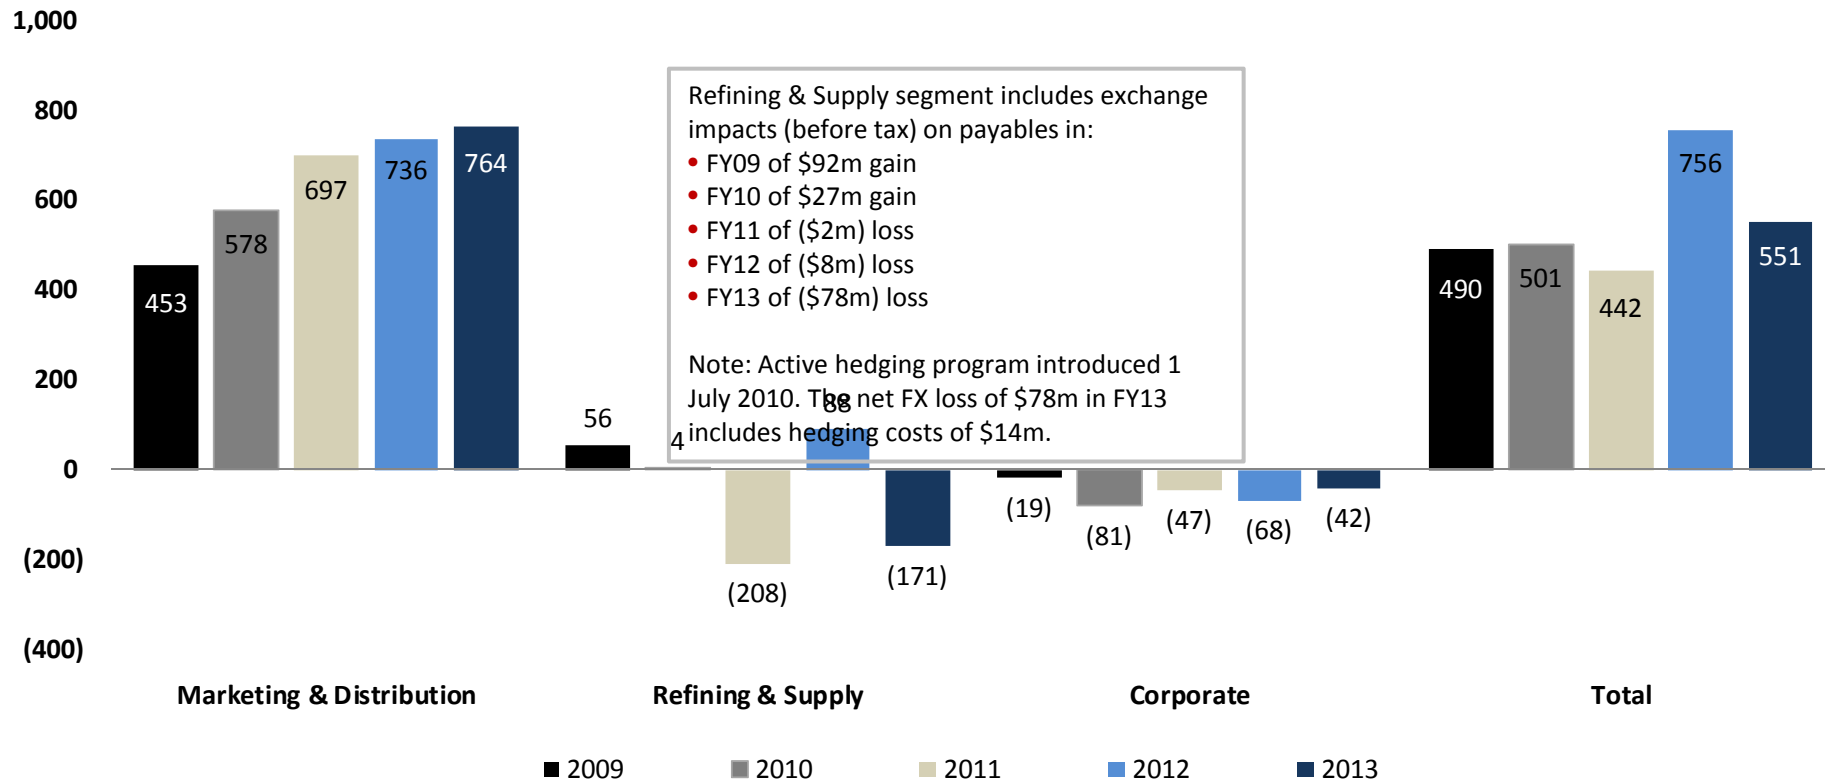 1,000
800
600
400
200
0
(200)
(400)
453
578
697
736
764
56
4
(208)
88
(171)
(19)
(81)
(47)
(68)
(42)
490
501
442
756
551
Refining & Supply segment includes exchange
impacts (before tax) on payables in:
• FY09 of $92m gain
• FY10 of $27m gain
• FY11 of ($2m) loss
• FY12 of ($8m) loss
• FY13 of ($78m) loss
Note: Active hedging program introduced 1
July 2010. The net FX loss of $78m in FY13
includes hedging costs of $14m.
Marketing & Distribution
Refining & Supply
Corporate
Total
2009
2010
2011
2012
2013